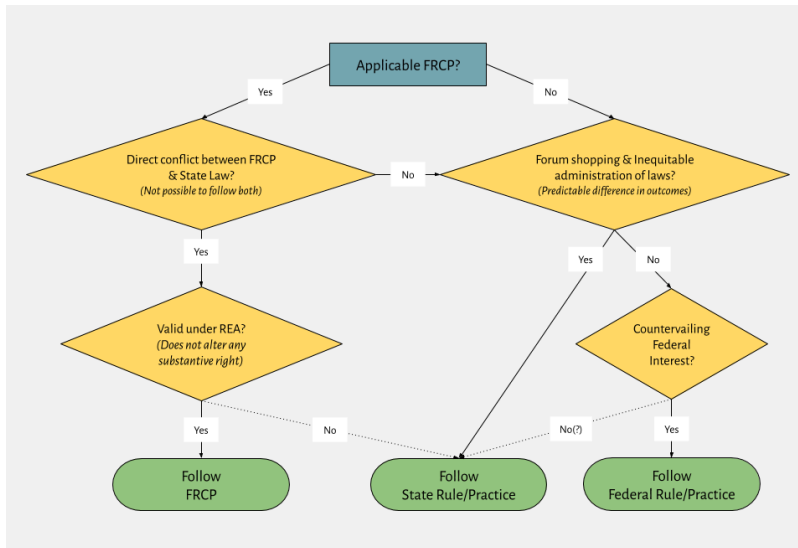 Applicable FRCP?
Yes
No
Direct conflict between FRCP
& State Law?
(Not possible to follow both)
No
Forum shopping & Inequitable
administration of laws?
(Predictable difference in outcomes)
Yes
Yes
No
Valid under REA?
(Does not alter any
substantive right)
Countervailing
Federal
Interest?
Yes
No
No(?)
Yes
Follow
FRCP
Follow
State Rule/Practice
Follow
Federal Rule/Practice